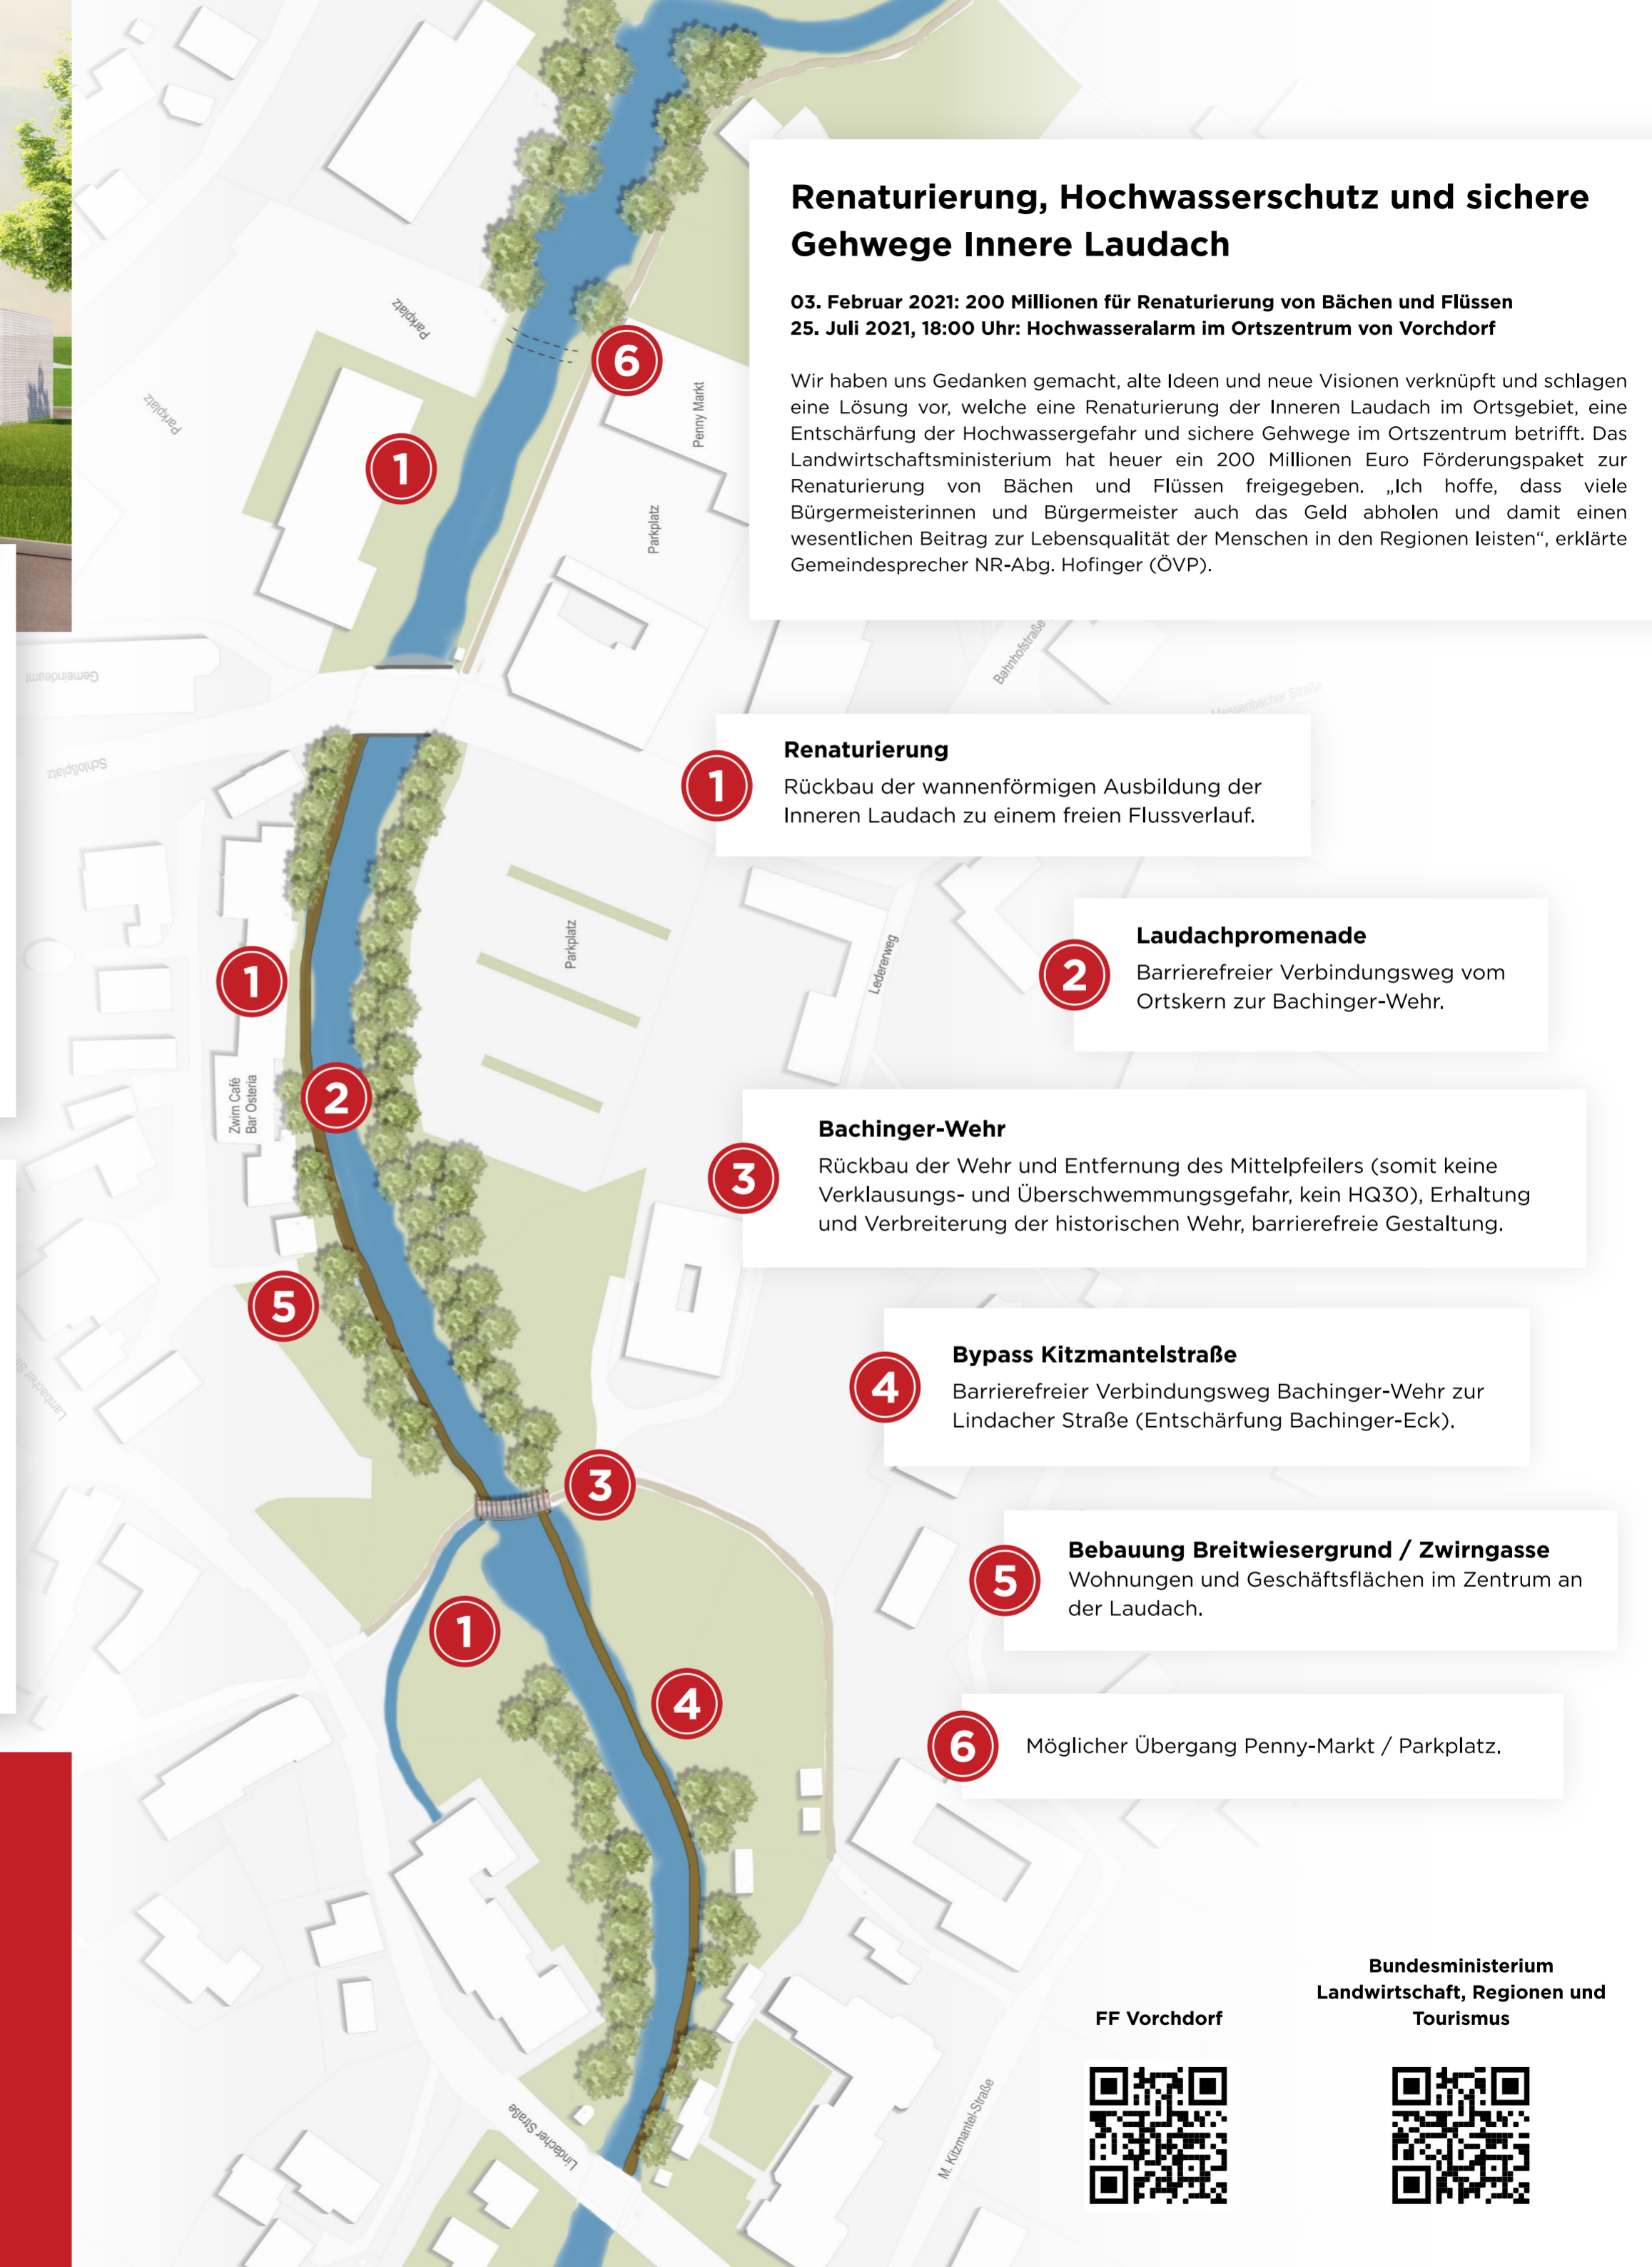 Renaturierung, Hochwasserschutz und sichere
Gehwege Innere Laudach
03. Februar 2021: 200 Millionen für Renaturierung von Bächen und Flüssen
25. Juli 2021, 18:00 Uhr: Hochwasseralarm im Ortszentrum von Vorchdorf
Wir haben uns Gedanken gemacht, alte Ideen und neue Visionen verknüpft und schlagen
eine Lösung vor, welche eine Renaturierung der Inneren Laudach im Ortsgebiet, eine
Entschärfung der Hochwassergefahr und sichere Gehwege im Ortszentrum betrifft. Das
Landwirtschaftsministerium hat heuer ein 200 Millionen Euro Förderungspaket zur
Renaturierung von Bächen und Flüssen freigegeben. „Ich hoffe, dass viele
Bürgermeisterinnen und Bürgermeister auch das Geld abholen und damit einen
wesentlichen Beitrag zur Lebensqualität der Menschen in den Regionen leisten“, erklärte
Gemeindesprecher NR-Abg. Hofinger (ÖVP).
Parkplatz
Parkplatz
6
Penny Markt
1
Parkplatz
Gemeindeamt
Bahnhofstraße
Messenbacher Straße
Schloßplatz
1
Renaturierung
Rückbau der wannenförmigen Ausbildung der
Inneren Laudach zu einem freien Flussverlauf.
Parkplatz
Ledererweg
1
2
Laudachpromenade
Barrierefreier Verbindungsweg vom
Ortskern zur Bachinger-Wehr.
2
Zwirn Café
Bar Osteria
3
Bachinger-Wehr
Rückbau der Wehr und Entfernung des Mittelpfeilers (somit keine
Verklausungs- und Überschwemmungsgefahr, kein HQ30), Erhaltung
und Verbreiterung der historischen Wehr, barrierefreie Gestaltung.
5
Lambacher
4
Bypass Kitzmantelstraße
Barrierefreier Verbindungsweg Bachinger-Wehr zur
Lindacher Straße (Entschärfung Bachinger-Eck).
3
5
Bebauung Breitwiesergrund / Zwirngasse
Wohnungen und Geschäftsflächen im Zentrum an
der Laudach.
1
4
6
Möglicher Übergang Penny-Markt / Parkplatz.
Lindacher Straße
M. Kitzmantel-Straße
FF Vorchdorf
Bundesministerium
Landwirtschaft, Regionen und
Tourismus